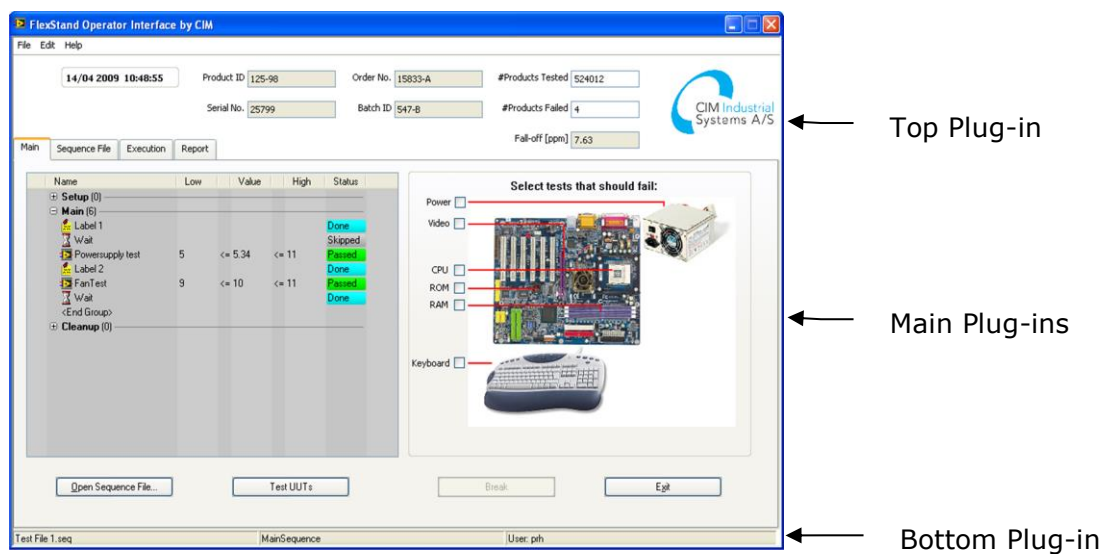 FlexStand Operator Interface by CIM
File Edit Help
14/04 2009 10:48:55
Product ID 125-98
Order No. 15833-A
#Products Tested 524012
Serial No. 25799
Batch ID 547-B
#Products Failed 4
Fall-off [ppm] 7.63
CIM Industrial
Systems A/S
Top Plug-in
Main Sequence File Execution Report
Name Low Value High Status
Setup (0)
Main (6)
Label 1 Done
Wait Skipped
Powersupply test 5 <= 5.34 <= 11 Passed
Label 2 Done
FanTest 9 <= 10 <= 11 Passed
Wait Done
<End Group>
Cleanup (0)
Select tests that should fail:
Power
Video
CPU
ROM
RAM
Keyboard
Main Plug-ins
Open Sequence File...
Test UUTs
Break
Exit
Test File 1.seq
MainSequence
User: prh
Bottom Plug-in